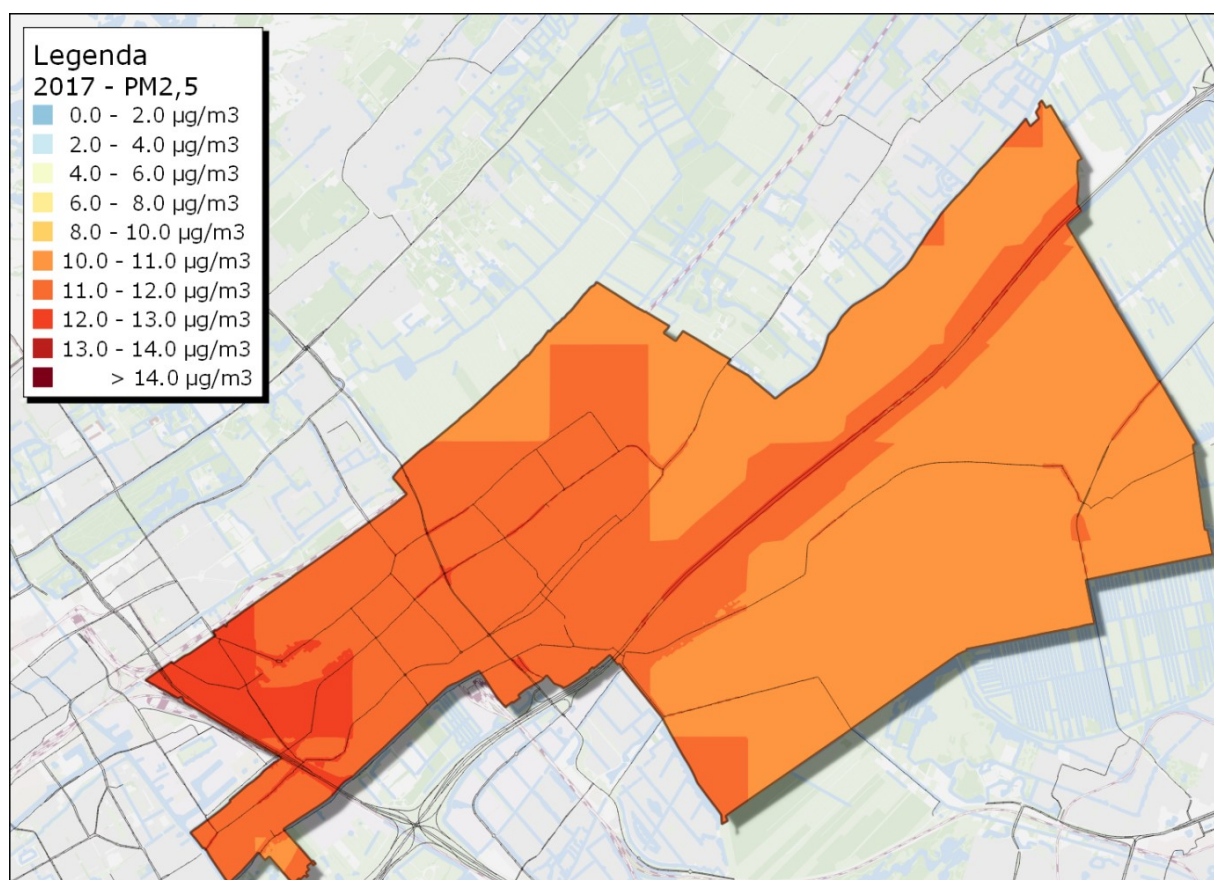 Legenda
2017 - PM2,5
0.0 - 2.0 µg/m3
2.0 - 4.0 µg/m3
4.0 - 6.0 µg/m3
6.0 - 8.0 µg/m3
8.0 - 10.0 µg/m3
10.0 - 11.0 µg/m3
11.0 - 12.0 µg/m3
12.0 - 13.0 µg/m3
13.0 - 14.0 µg/m3
> 14.0 µg/m3